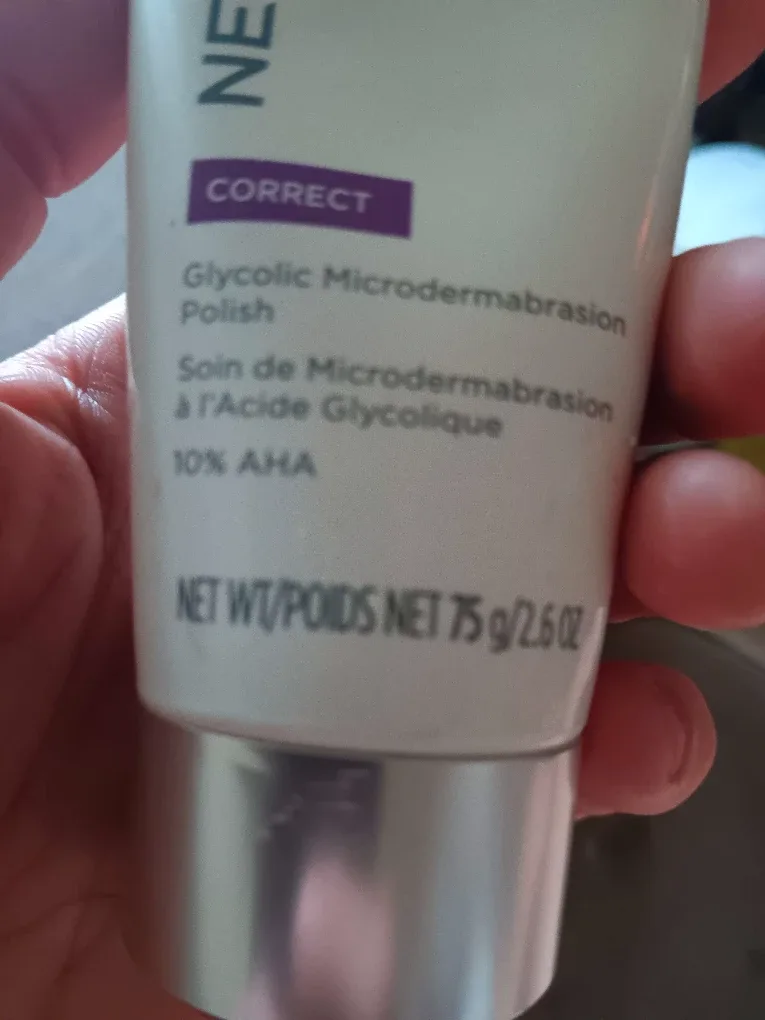 NE
CORRECT
Glycolic Microdermabrasion
Polish
Soin de Microdermabrasion
à l'Acide Glycolique
10% AHA
NET WT/POIDS NET 75 g/2.6 OZ